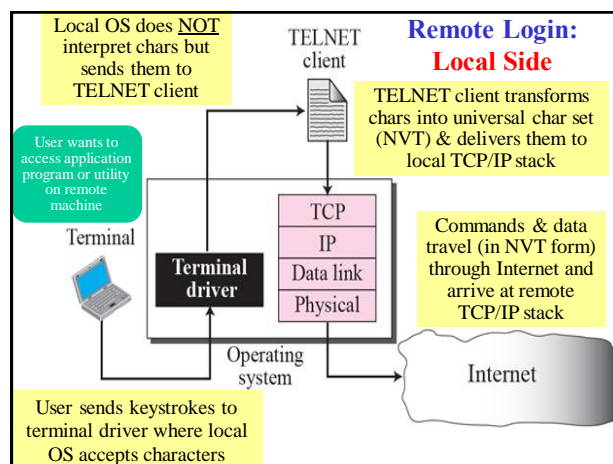 Local OS does NOT
interpret chars but
sends them to
TELNET client
TELNET
client
Remote Login:
Local Side
TELNET client transforms
chars into universal char set
(NVT) & delivers them to
local TCP/IP stack
User wants to
access application
program or utility
on remote
machine
Terminal
Terminal
driver
TCP
IP
Data link
Physical
Operating
system
Commands & data
travel (in NVT form)
through Internet and
arrive at remote
TCP/IP stack
Internet
User sends keystrokes to
terminal driver where local
OS accepts characters